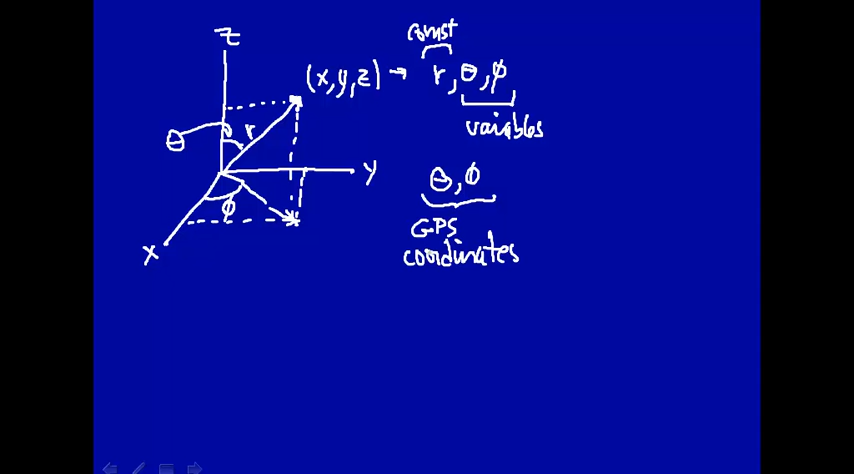 z
const
(x,y,z) → r, θ, φ
variables
θ
r
y
θ, φ
φ
GPS
coordinates
x